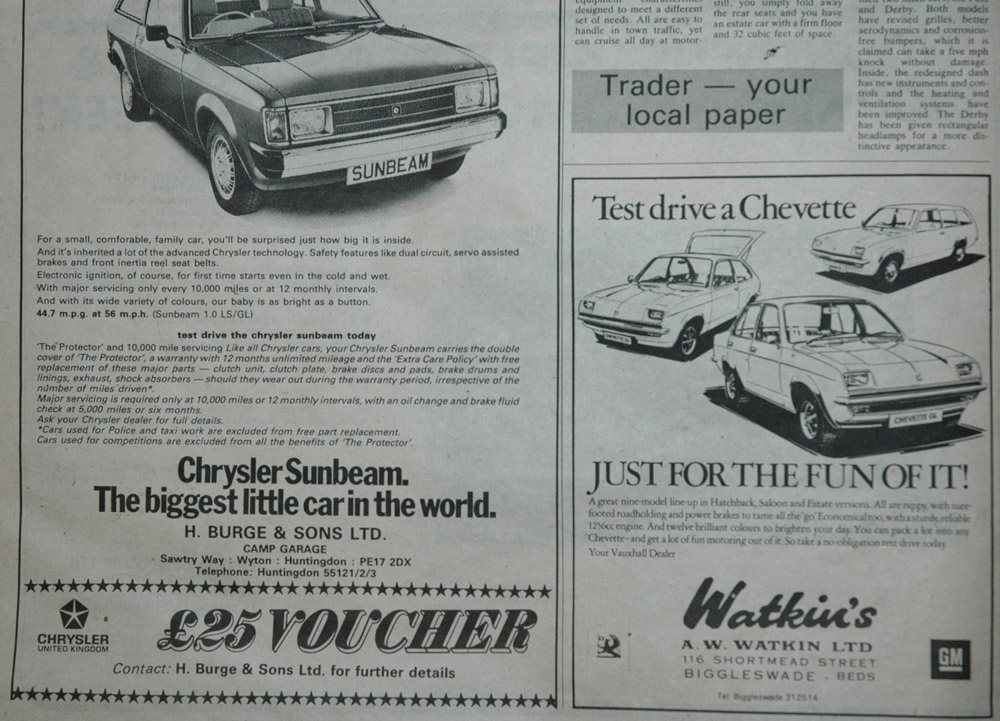 SUNBEAM
For a small, comforable, family car, you'll be surprised just how big it is inside.
And it's inherited a lot of the advanced Chrysler technology. Safety features like dual circuit, servo assisted
brakes and front inertia reel seat belts.
Electronic ignition, of course, for first time starts even in the cold and wet.
With major servicing only every 10,000 miles or at 12 monthly intervals.
And with its wide variety of colours, our baby is as bright as a button.
44.7 m.p.g. at 56 m.p.h. (Sunbeam 1.0 LS/GL)
test drive the chrysler sunbeam today
'The Protector' and 10,000 mile servicing Like all Chrysler cars, your Chrysler Sunbeam carries the double
cover of 'The Protector', a warranty with 12 months unlimited mileage and the 'Extra Care Policy' with free
replacement of these major parts — clutch unit, clutch plate, brake discs and pads, brake drums and
linings, exhaust, shock absorbers — should they wear out during the warranty period, irrespective of the
number of miles driven*.
Major servicing is required only at 10,000 miles or 12 monthly intervals, with an oil change and brake fluid
check at 5,000 miles or six months.
Ask your Chrysler dealer for full details.
*Cars used for Police and taxi work are excluded from free part replacement.
Cars used for competitions are excluded from all the benefits of 'The Protector'.
Chrysler Sunbeam.
The biggest little car in the world.
H. BURGE & SONS LTD.
CAMP GARAGE
Sawtry Way : Wyton : Huntingdon : PE17 2DX
Telephone: Huntingdon 55121/2/3
CHRYSLER
UNITED KINGDOM
£25 VOUCHER
Contact: H. Burge & Sons Ltd. for further details
designed to meet a different
set of needs. All are easy to
handle in town traffic, yet
can cruise all day at motor-
still, you simply fold away
the rear seats and you have
an estate car with a firm floor
and 32 cubic feet of space.
Trader — your
local paper
and Derby. Both models
have revised grilles, better
aerodynamics and corrosion-
free bumpers, which it is
claimed can take a five mph
knock without damage.
Inside, the redesigned dash
has new instruments and con-
trols and the heating and
ventilation systems have
been improved. The Derby
has been given rectangular
headlamps for a more dis-
tinctive appearance.
Test drive a Chevette
CHEVETTE GL
JUST FOR THE FUN OF IT!
A great nine-model line-up in Hatchback, Saloon and Estate versions. All are nippy, with sure-
footed roadholding and power brakes to tame all the 'go'. Economical too, with a sturdy, reliable
1256cc engine. And twelve brilliant colours to brighten your day. You can pack a lot into any
Chevette-and get a lot of fun motoring out of it. So take a no-obligation test drive today.
Your Vauxhall Dealer
Watkin's
A. W. WATKIN LTD
116 SHORTMEAD STREET
BIGGLESWADE - BEDS
Tel: Biggleswade 312514
GM